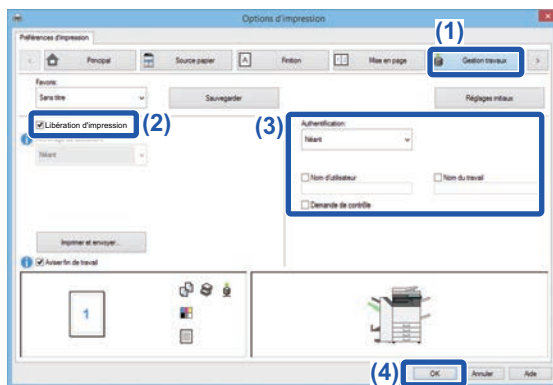 Options d'impression
Préférences d'impression
(1)
Principal
Source papier
Finition
Mise en page
Gestion travaux
Favoris:
Sans titre
Sauvegarder
Réglages initiaux
Libération d'impression
(2)
(3)
Authentification:
Néant
Néant
Nom d'utilisateur
Nom du travail
Demande de contrôle
Imprimer et envoyer...
Aviser fin de travail
1
(4)
OK
Annuler
Aide